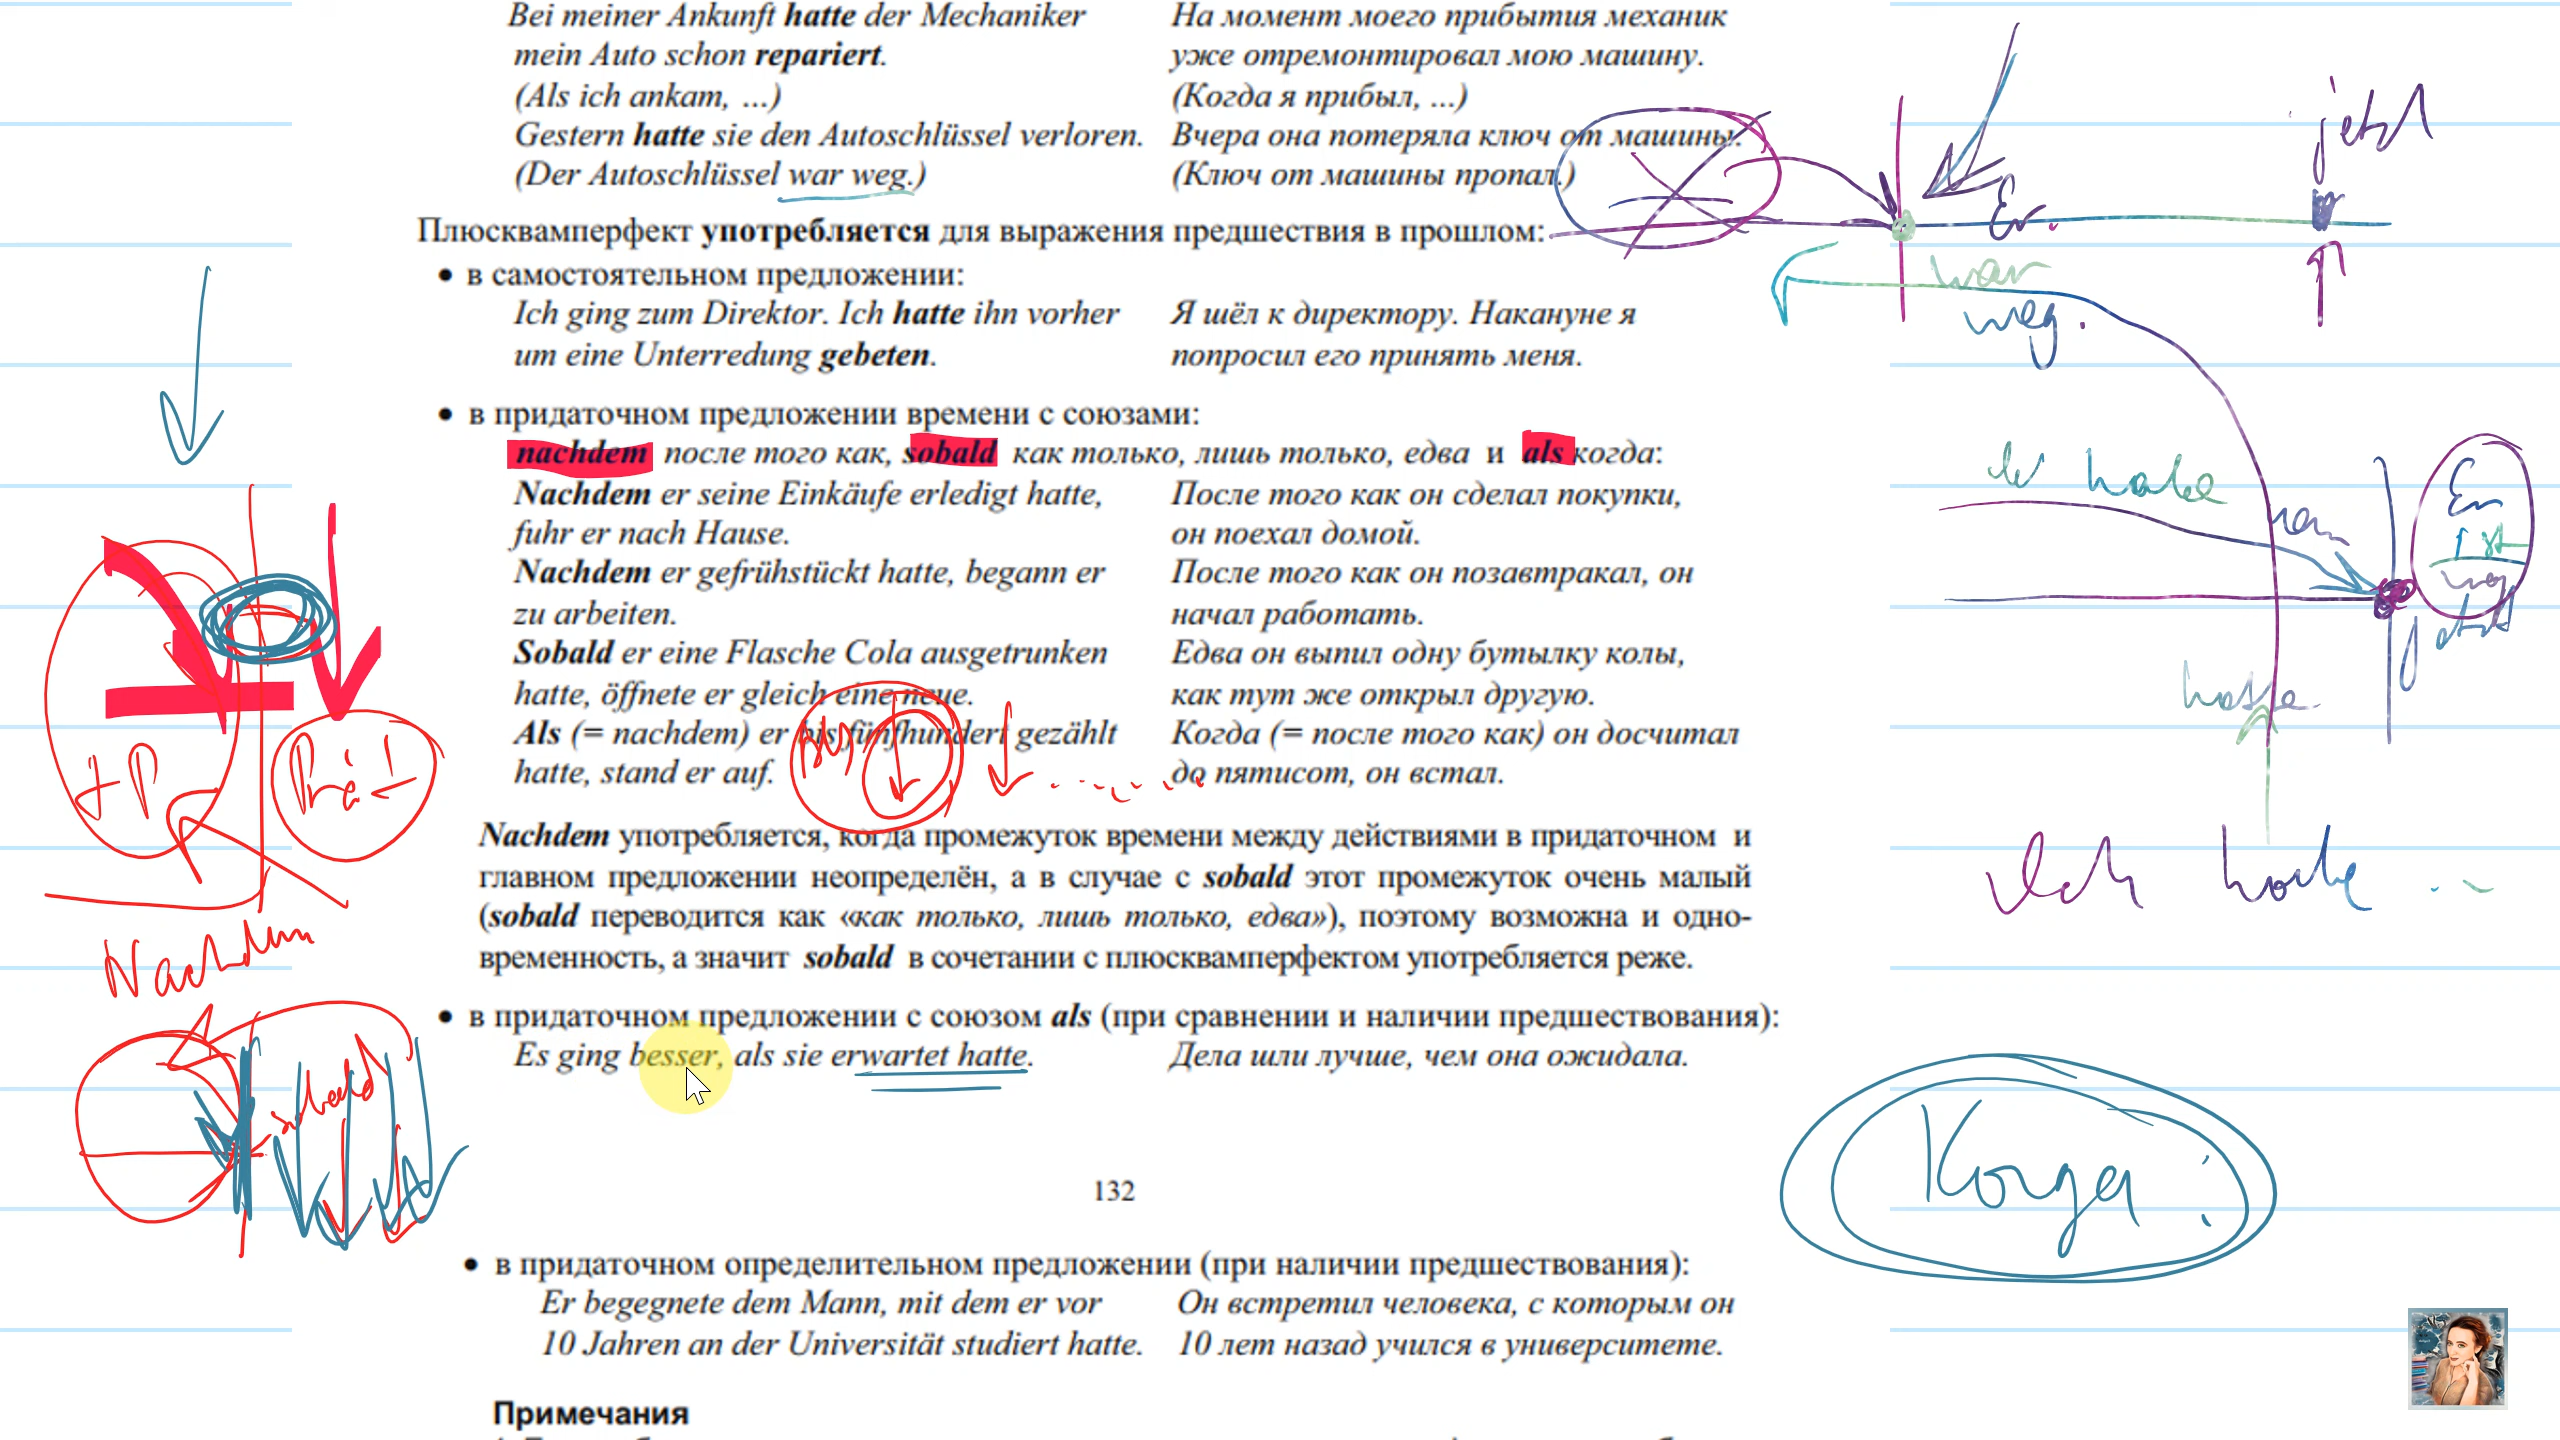 Bei meiner Ankunft hatte der Mechaniker
mein Auto schon repariert.
(Als ich ankam, ...)
Gestern hatte sie den Autoschlüssel verloren.
(Der Autoschlüssel war weg.)
На момент моего прибытия механик
уже отремонтировал мою машину.
(Когда я прибыл, ...)
Вчера она потеряла ключ от машины.
(Ключ от машины пропал.)
jetzt
Er.
war
weg.
Плюсквамперфект употребляется для выражения предшествия в прошлом:
• в самостоятельном предложении:
Ich ging zum Direktor. Ich hatte ihn vorher
um eine Unterredung gebeten.
Я шёл к директору. Накануне я
попросил его принять меня.
• в придаточном предложении времени с союзами:
nachdem после того как, sobald как только, лишь только, едва и als когда:
Nachdem er seine Einkäufe erledigt hatte,
fuhr er nach Hause.
После того как он сделал покупки,
он поехал домой.
Nachdem er gefrühstückt hatte, begann er
zu arbeiten.
После того как он позавтракал, он
начал работать.
Sobald er eine Flasche Cola ausgetrunken
hatte, öffnete er gleich eine neue.
Едва он выпил одну бутылку колы,
как тут же открыл другую.
Als (= nachdem) er bis fünfhundert gezählt
hatte, stand er auf.
Когда (= после того как) он досчитал
до пятисот, он встал.
habe
Er
ist
weg
jetzt
hatte.
Ich habe ...
Nachdem употребляется, когда промежуток времени между действиями в придаточном и
главном предложении неопределён, а в случае с sobald этот промежуток очень малый
(sobald переводится как «как только, лишь только, едва»), поэтому возможна и одно-
временность, а значит sobald в сочетании с плюсквамперфектом употребляется реже.
Nachdem
sobald
• в придаточном предложении с союзом als (при сравнении и наличии предшествования):
Es ging besser, als sie erwartet hatte.
Дела шли лучше, чем она ожидала.
Когда
132
• в придаточном определительном предложении (при наличии предшествования):
Er begegnete dem Mann, mit dem er vor
10 Jahren an der Universität studiert hatte.
Он встретил человека, с которым он
10 лет назад учился в университете.
Примечания